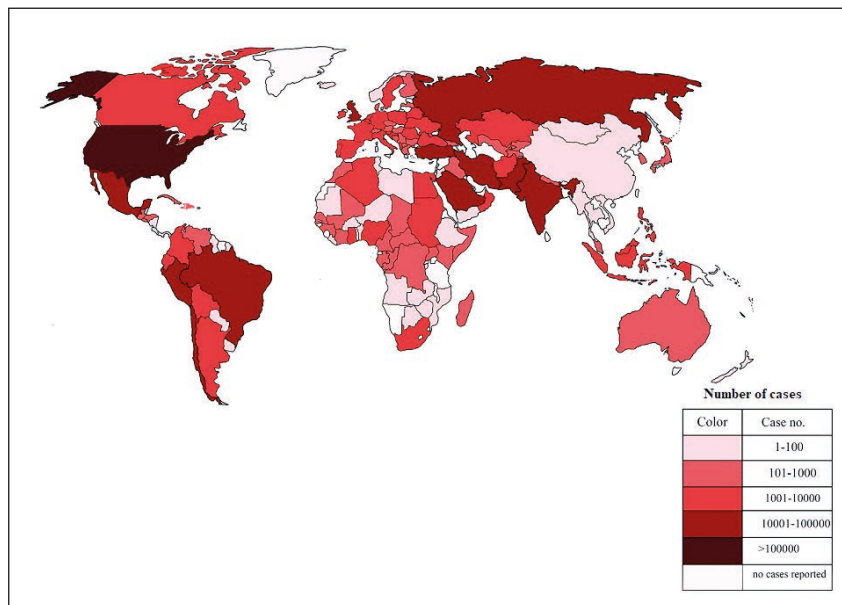 Number of cases
Color Case no.
1-100
101-1000
1001-10000
10001-100000
>100000
no cases reported